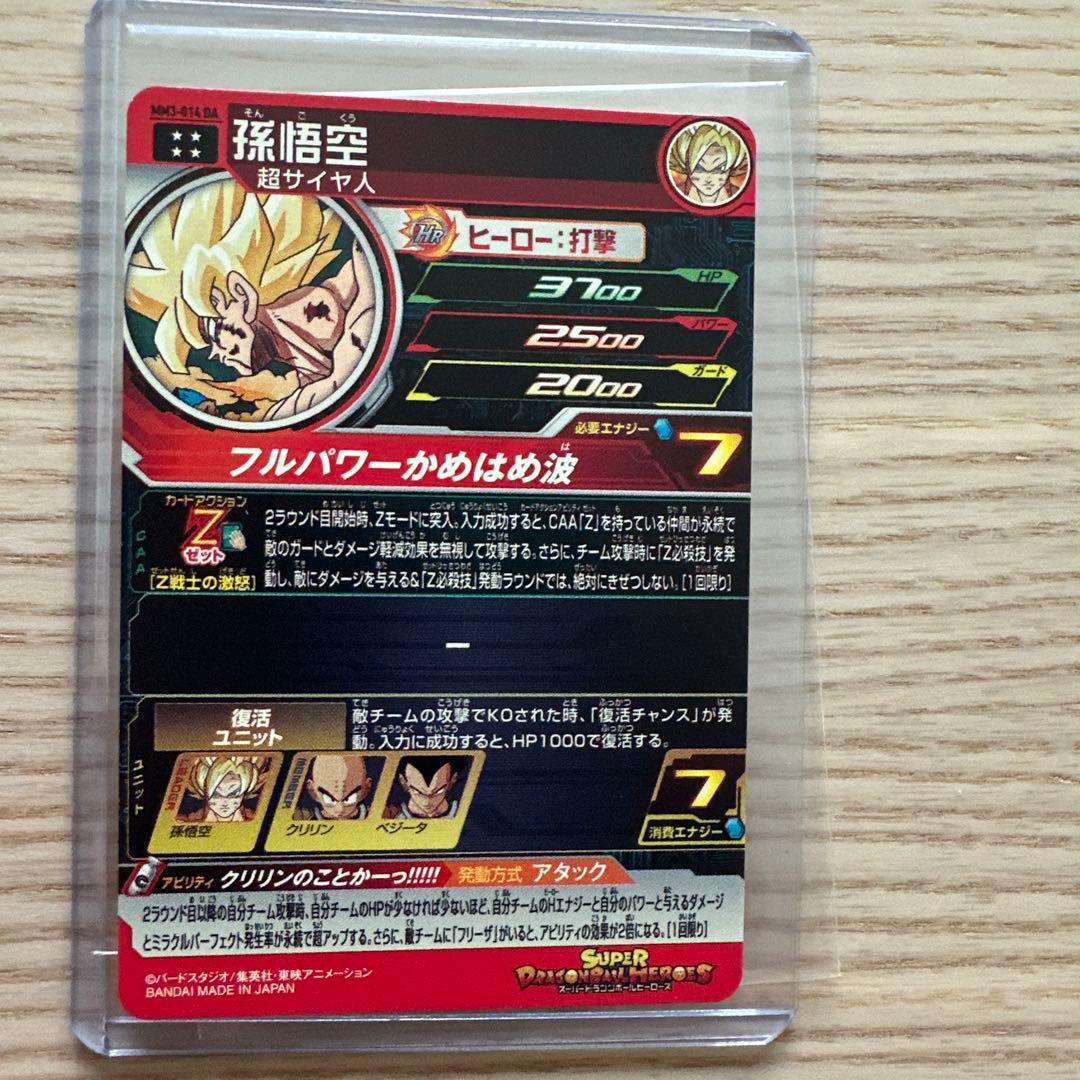 MM3-014 DA
そん ご くう
孫悟空
超サイヤ人
HR
ヒーロー:打撃
HP
3700
パワー
2500
ガード
2000
必要エナジー
7
は
フルパワーかめはめ波
CAA
カードアクション
Z
ゼット
[Z戦士の激怒]
2ラウンド目開始時、Zモードに突入。入力成功すると、CAA「Z」を持っている仲間が永続で
敵のガードとダメージ軽減効果を無視して攻撃する。さらに、チーム攻撃時に「Z必殺技」を発
動し、敵にダメージを与える&「Z必殺技」発動ラウンドでは、絶対にきぜつしない。[1回限り]
ー
ユニット
復活
ユニット
敵チームの攻撃でKOされた時、「復活チャンス」が発
動。入力に成功すると、HP1000で復活する。
LEADER
孫悟空
MEMBER
クリリン
ベジータ
7
消費エナジー
アビリティ
クリリンのことかーっ!!!!!
発動方式 アタック
2ラウンド目以降の自分チーム攻撃時、自分チームのHPが少なければ少ないほど、自分チームのHエナジーと自分のパワーと与えるダメージ
とミラクルパーフェクト発生率が永続で超アップする。さらに、敵チームに「フリーザ」がいると、アビリティの効果が2倍になる。[1回限り]
©バードスタジオ/集英社・東映アニメーション
BANDAI MADE IN JAPAN
SUPER
DRAGONBALL HEROES
スーパードラゴンボールヒーローズ